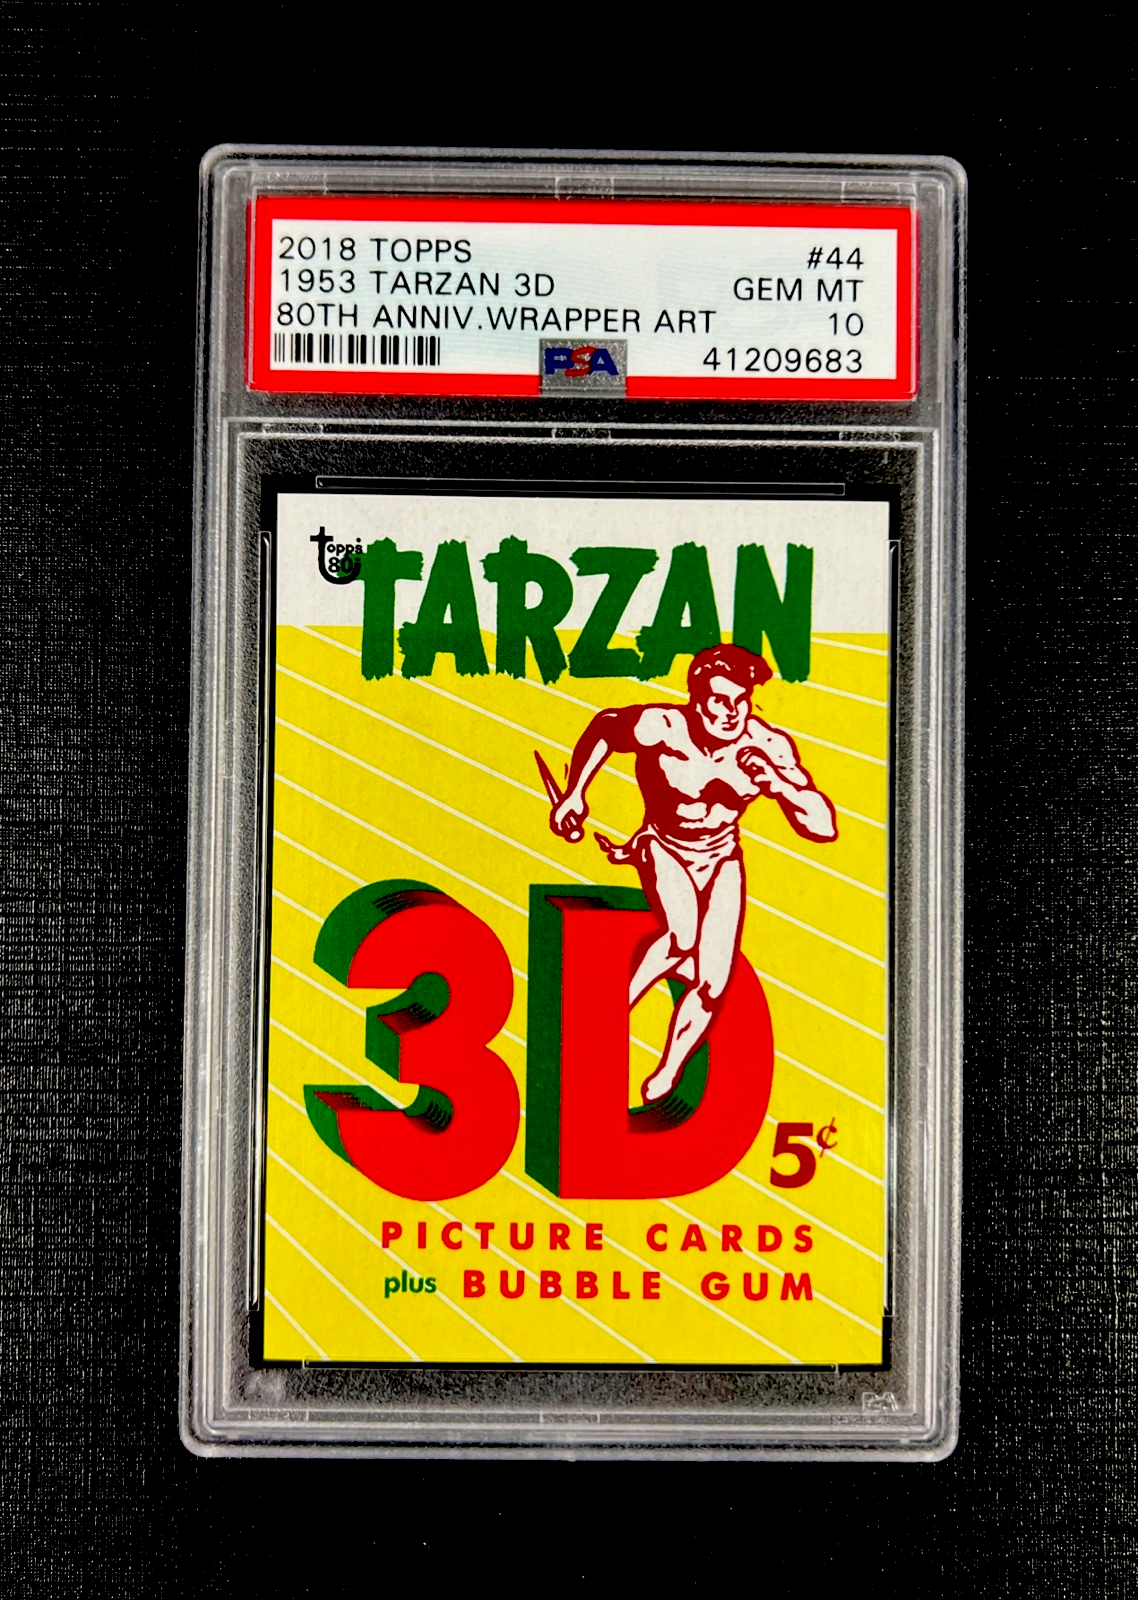 2018 TOPPS #44
1953 TARZAN 3D GEM MT
80TH ANNIV.WRAPPER ART 10
PSA 41209683
Topps
80
TARZAN
3D
5¢
PICTURE CARDS
plus BUBBLE GUM